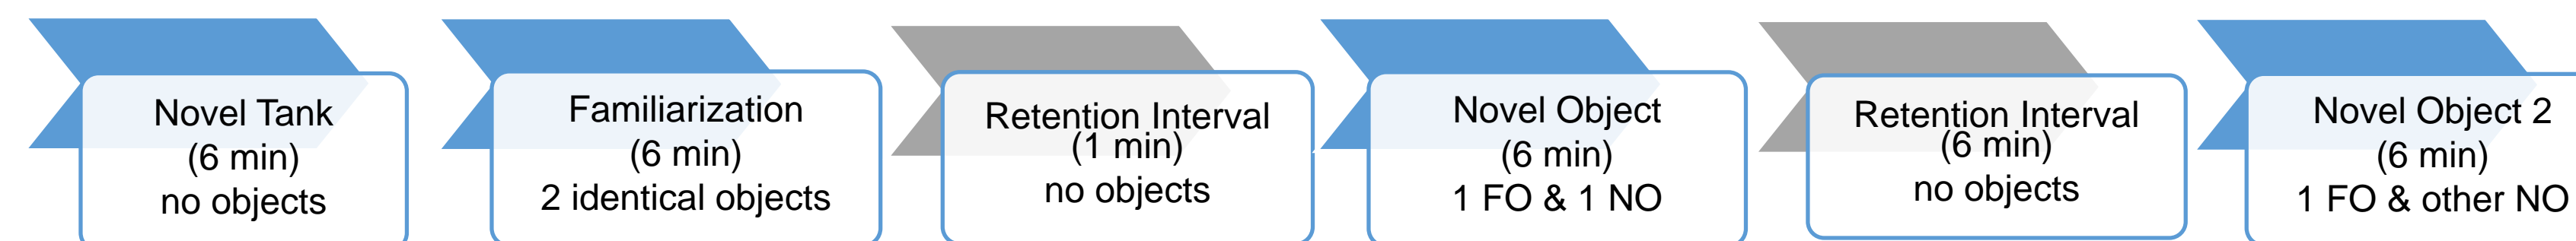 Novel Tank
(6 min)
no objects
Familiarization
(6 min)
2 identical objects
Retention Interval
(1 min)
no objects
Novel Object
(6 min)
1 FO & 1 NO
Retention Interval
(6 min)
no objects
Novel Object 2
(6 min)
1 FO & other NO